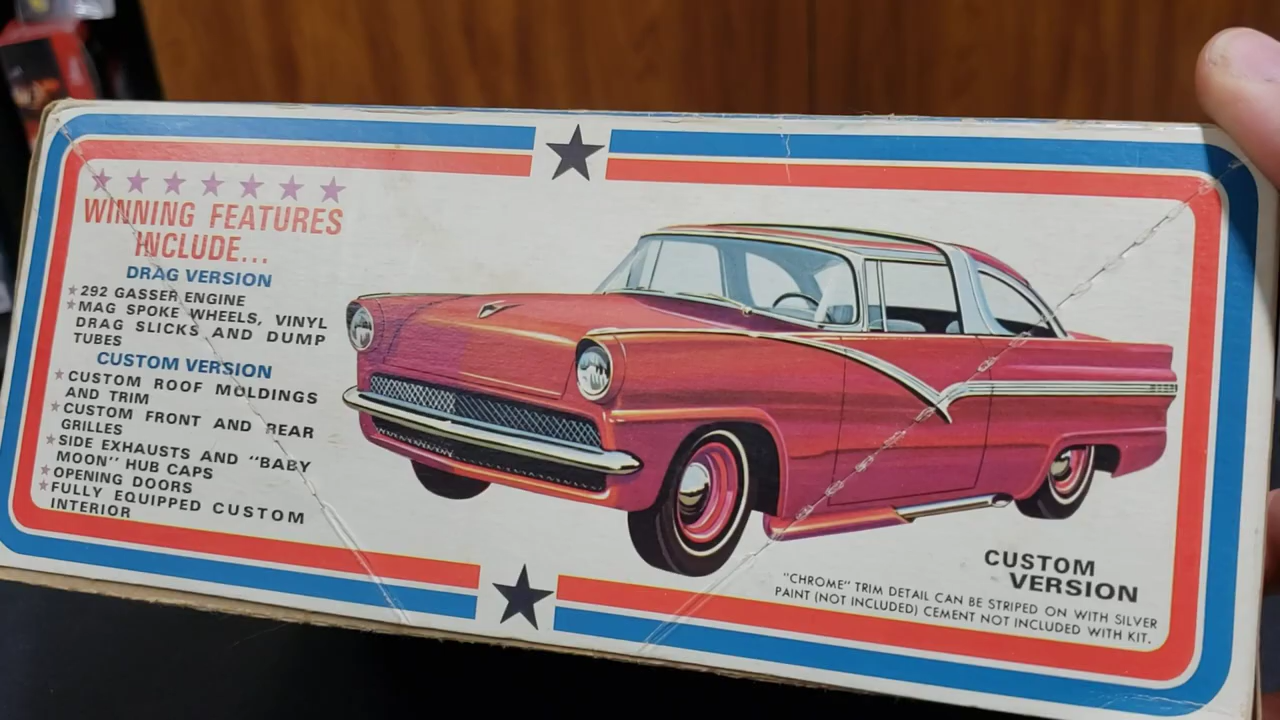 WINNING FEATURES
INCLUDE...
DRAG VERSION
292 GASSER ENGINE
MAG SPOKE WHEELS, VINYL
DRAG SLICKS AND DUMP
TUBES
CUSTOM VERSION
CUSTOM ROOF MOLDINGS
AND TRIM
CUSTOM FRONT AND REAR
GRILLES
SIDE EXHAUSTS AND "BABY
MOON" HUB CAPS
OPENING DOORS
FULLY EQUIPPED CUSTOM
INTERIOR
CUSTOM
VERSION
"CHROME" TRIM DETAIL CAN BE STRIPED ON WITH SILVER
PAINT (NOT INCLUDED) CEMENT NOT INCLUDED WITH KIT.